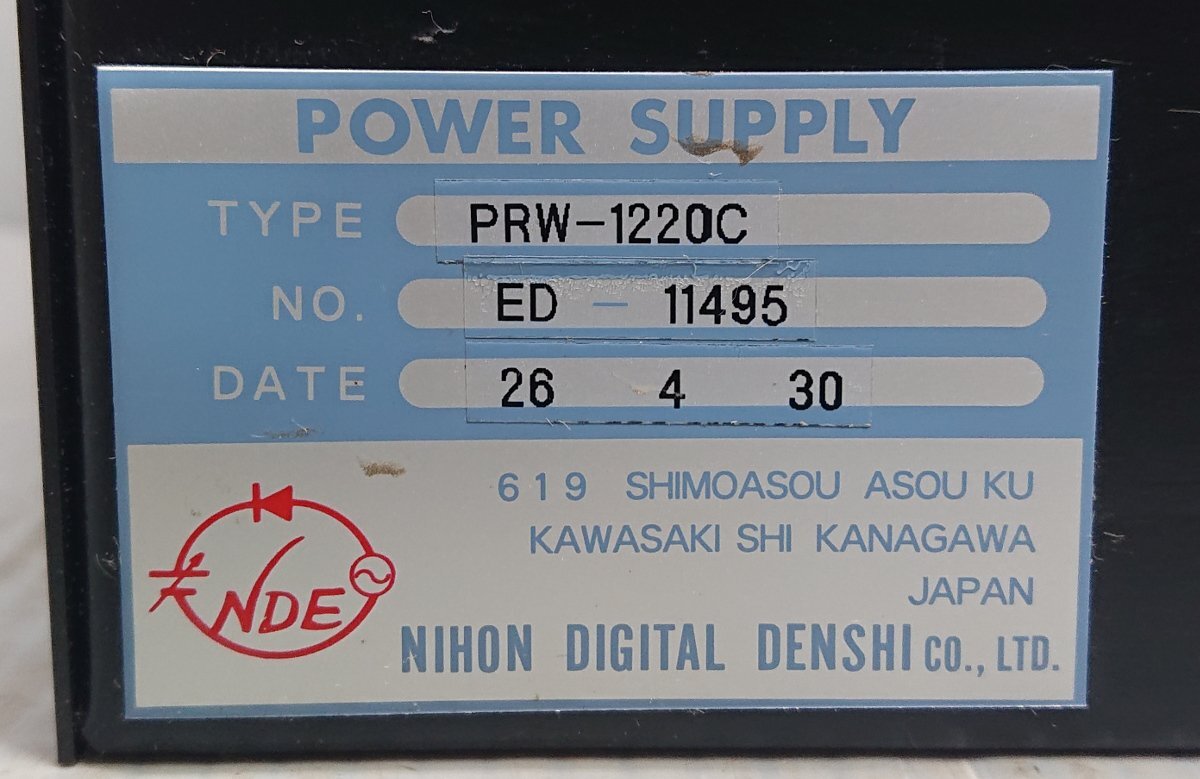 POWER SUPPLY
TYPE PRW-1220C
NO. ED - 11495
DATE 26 4 30
619 SHIMOASOU ASOU KU
KAWASAKI SHI KANAGAWA
JAPAN
NDE
NIHON DIGITAL DENSHI CO., LTD.